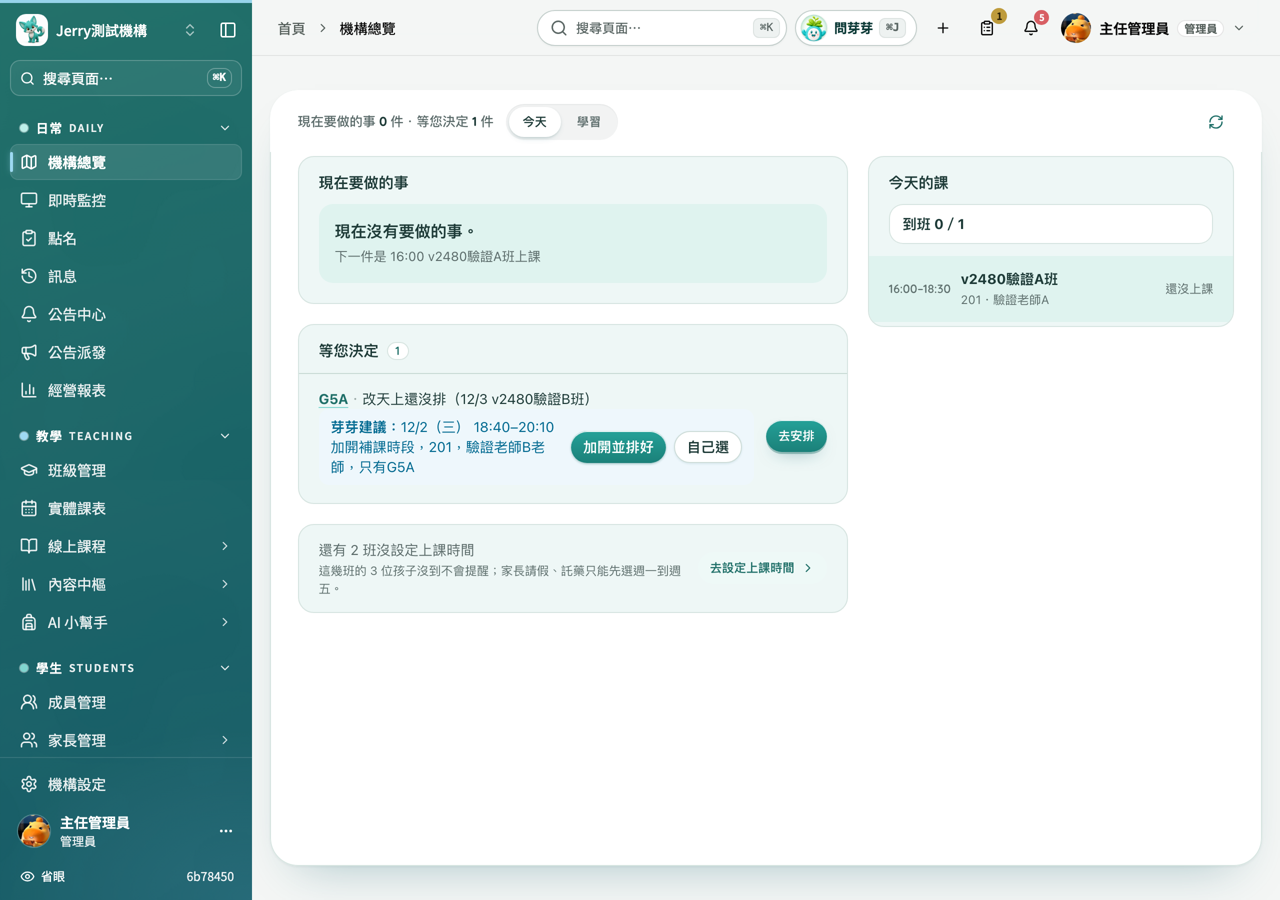 Jerry測試機構
搜尋頁面… ⌘K
日常 DAILY
機構總覽
即時監控
點名
訊息
公告中心
公告派發
經營報表
教學 TEACHING
班級管理
實體課表
線上課程
內容中樞
AI 小幫手
學生 STUDENTS
成員管理
家長管理
機構設定
主任管理員
管理員
省眼 6b78450
首頁 > 機構總覽
搜尋頁面… ⌘K
問芽芽 ⌘J
1
5
主任管理員 管理員
現在要做的事 0 件 · 等您決定 1 件 今天 學習
現在要做的事
現在沒有要做的事。
下一件是 16:00 v2480驗證A班上課
等您決定 1
G5A · 改天上還沒排（12/3 v2480驗證B班）
芽芽建議：12/2（三） 18:40–20:10
加開補課時段，201，驗證老師B老
師，只有G5A
加開並排好 自己選
去安排
還有 2 班沒設定上課時間
這幾班的 3 位孩子沒到不會提醒；家長請假、託藥只能先選週一到週
五。
去設定上課時間
今天的課
到班 0 / 1
16:00–18:30 v2480驗證A班
201 · 驗證老師A
還沒上課